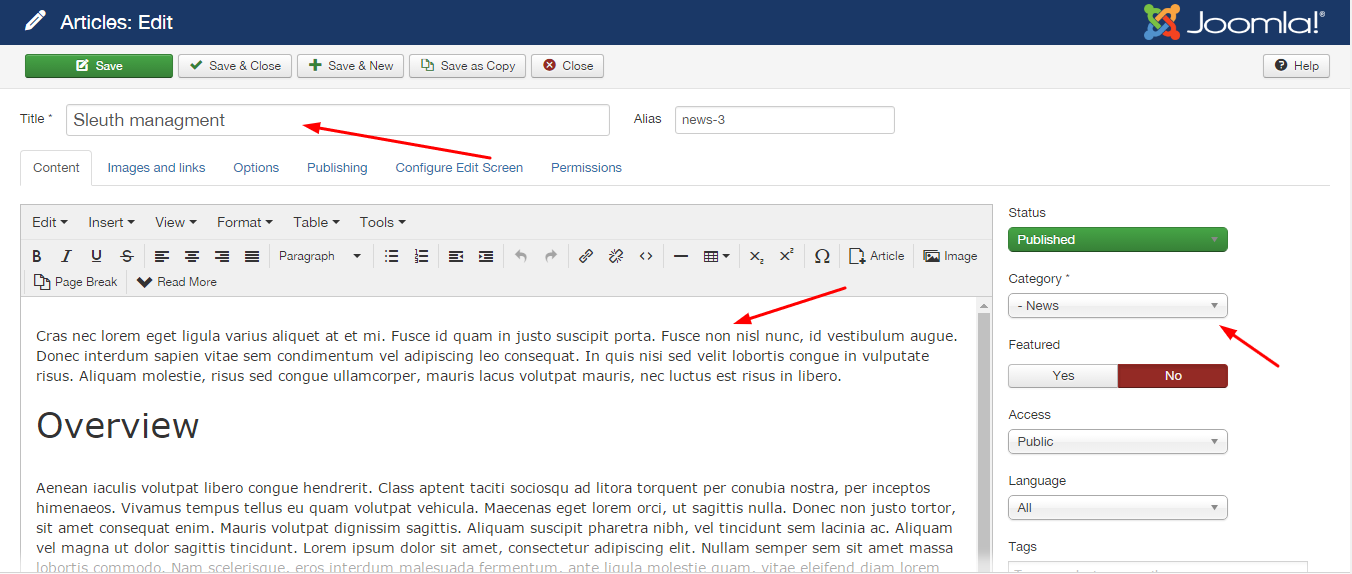 Articles: Edit
Joomla!®
Save
Save & Close
Save & New
Save as Copy
Close
Help
Title *
Sleuth managment
Alias
news-3
Content
Images and links
Options
Publishing
Configure Edit Screen
Permissions
Edit
Insert
View
Format
Table
Tools
B I U S
Paragraph
Article
Image
Page Break
Read More
Cras nec lorem eget ligula varius aliquet at et mi. Fusce id quam in justo suscipit porta. Fusce non nisl nunc, id vestibulum augue.
Donec interdum sapien vitae sem condimentum vel adipiscing leo consequat. In quis nisi sed velit lobortis congue in vulputate
risus. Aliquam molestie, risus sed congue ullamcorper, mauris lacus volutpat mauris, nec luctus est risus in libero.
Overview
Aenean iaculis volutpat libero congue hendrerit. Class aptent taciti sociosqu ad litora torquent per conubia nostra, per inceptos
himenaeos. Vivamus tempus tellus eu quam volutpat vehicula. Maecenas eget lorem orci, ut sagittis nulla. Donec non justo tortor,
sit amet consequat enim. Mauris volutpat dignissim sagittis. Aliquam suscipit pharetra nibh, vel tincidunt sem lacinia ac. Aliquam
vel magna ut dolor sagittis tincidunt. Lorem ipsum dolor sit amet, consectetur adipiscing elit. Nullam semper sem sit amet massa
lobortis commodo. Nam scelerisque, eros interdum malesuada fermentum, ante ligula molestie quam, vitae eleifend diam lorem
Status
Published
Category *
- News
Featured
Yes
No
Access
Public
Language
All
Tags